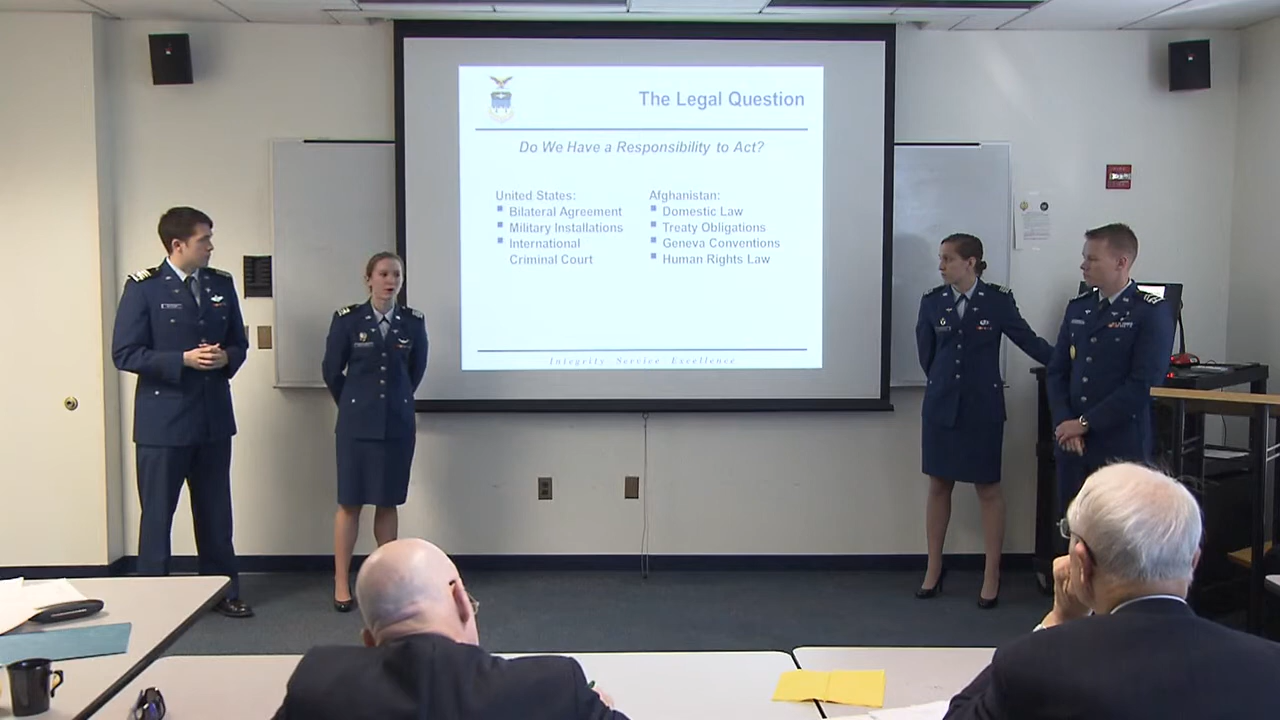 The Legal Question
Do We Have a Responsibility to Act?
United States:
Bilateral Agreement
Military Installations
International
Criminal Court
Afghanistan:
Domestic Law
Treaty Obligations
Geneva Conventions
Human Rights Law
Integrity Service Excellence